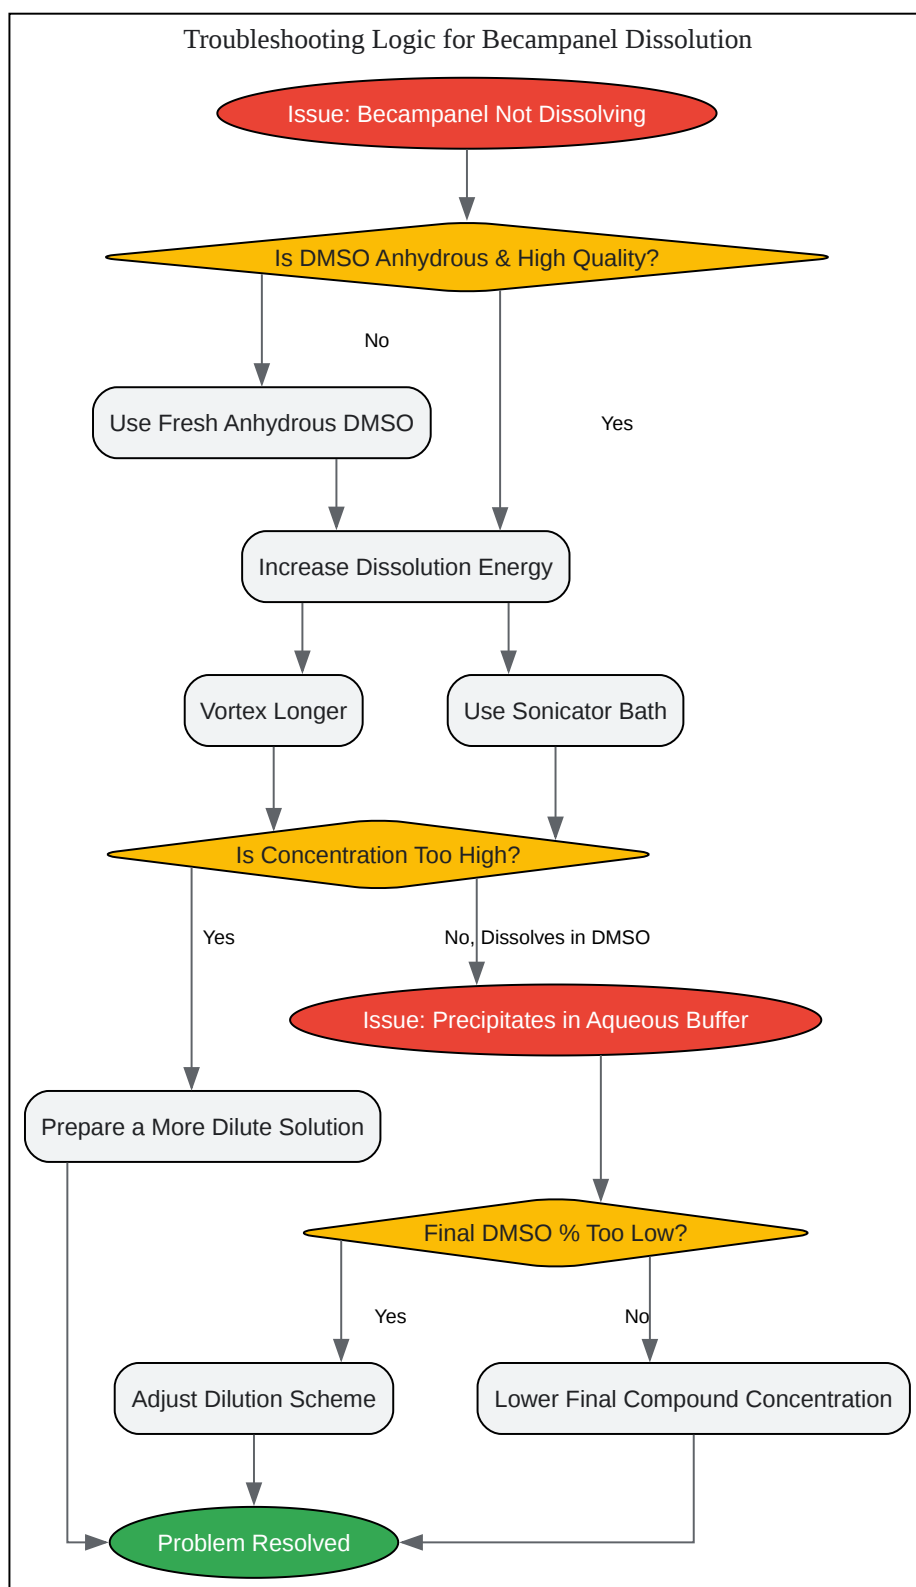 Troubleshooting Logic for Becampanel Dissolution
Issue: Becampanel Not Dissolving
Is DMSO Anhydrous & High Quality?
No
Use Fresh Anhydrous DMSO
Yes
Increase Dissolution Energy
Vortex Longer
Use Sonicator Bath
Is Concentration Too High?
Yes
No, Dissolves in DMSO
Issue: Precipitates in Aqueous Buffer
Prepare a More Dilute Solution
Final DMSO % Too Low?
Yes
No
Adjust Dilution Scheme
Lower Final Compound Concentration
Problem Resolved